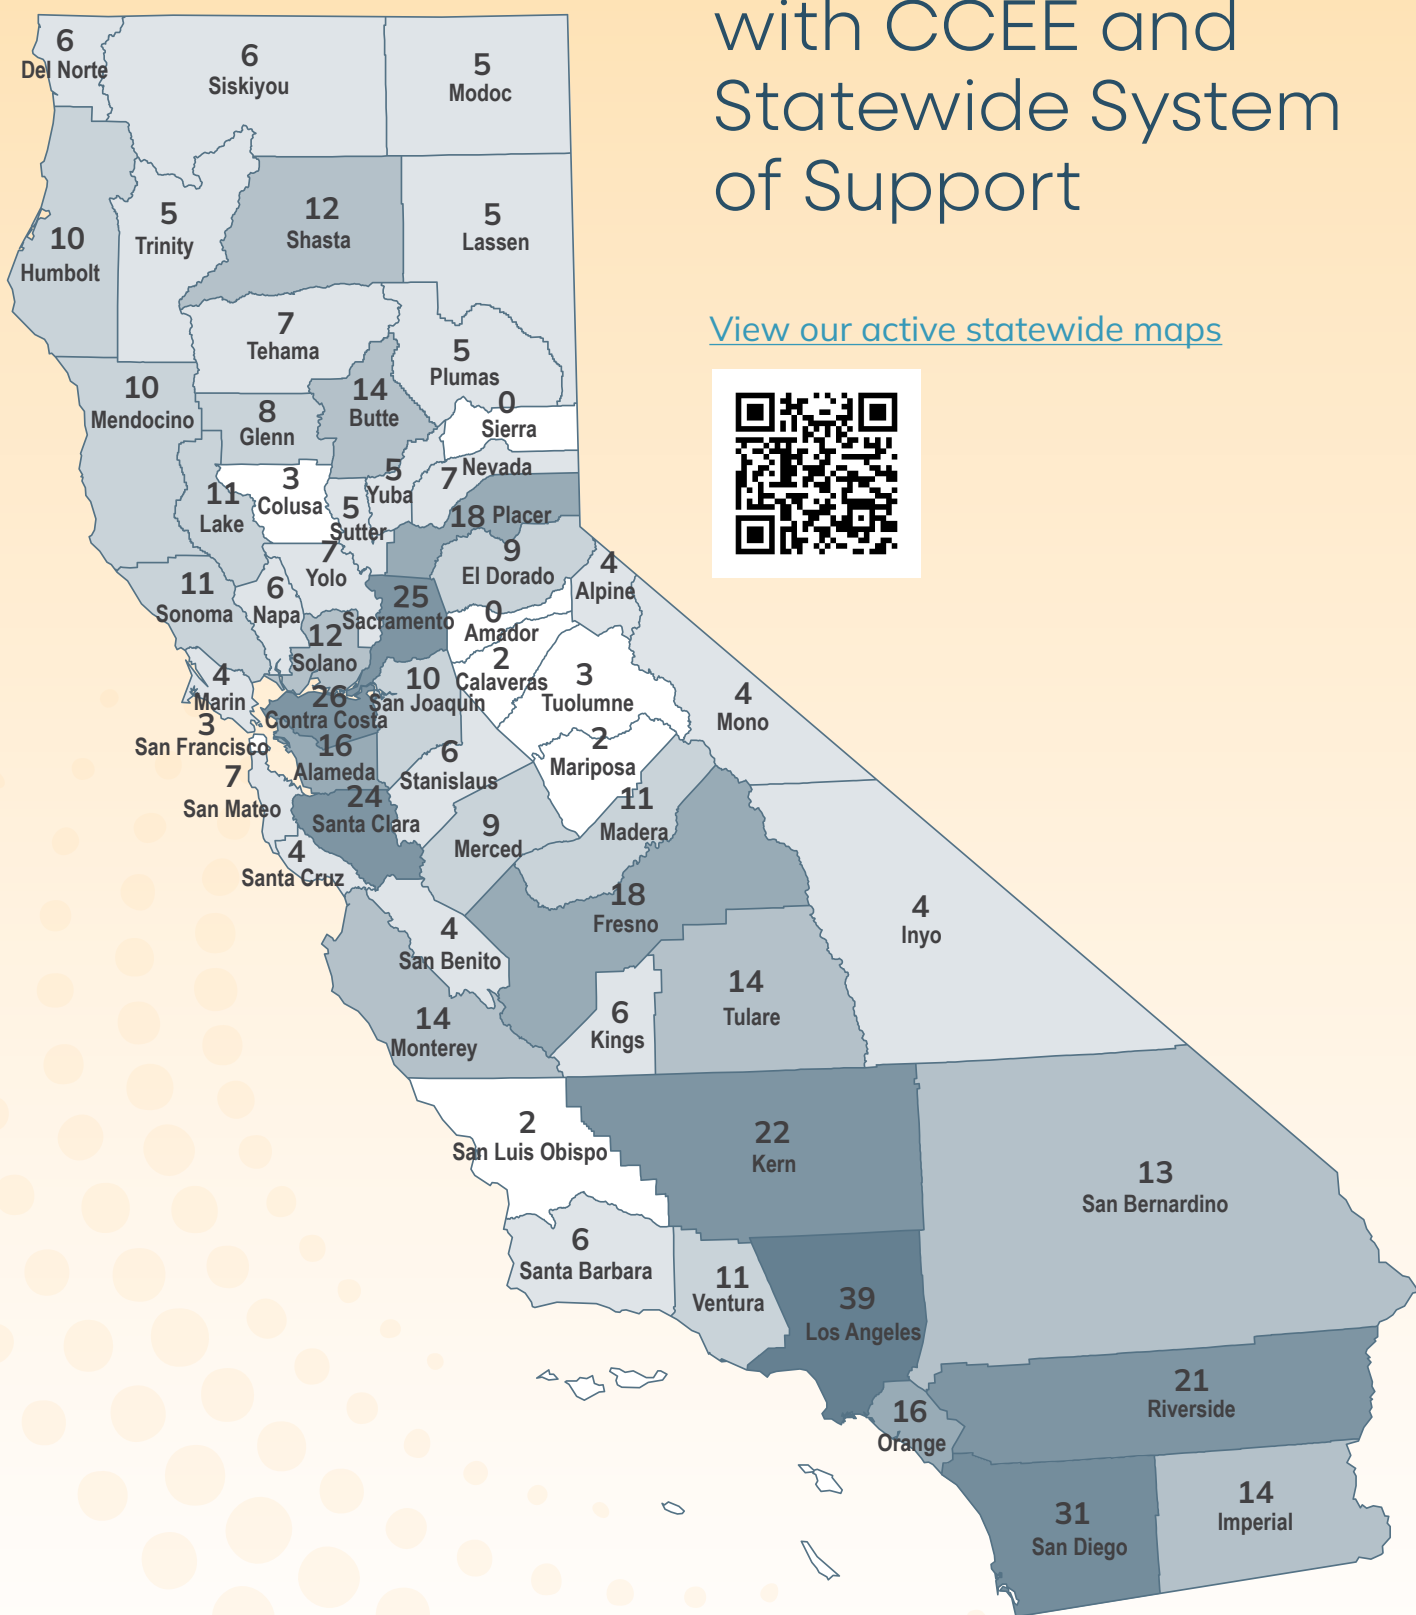 with CCEE and
Statewide System
of Support
View our active statewide maps
6
Del Norte
6
Siskiyou
5
Modoc
10
Humbolt
5
Trinity
12
Shasta
5
Lassen
7
Tehama
5
Plumas
10
Mendocino
8
Glenn
14
Butte
0
Sierra
11
Lake
3
Colusa
5
Sutter
5
Yuba
7 Nevada
18 Placer
11
Sonoma
6
Napa
7
Yolo
25
Sacramento
9
El Dorado
4
Alpine
12
Solano
0
Amador
2
Calaveras
3
Tuolumne
4
Mono
4
Marin
26
Contra Costa
10
San Joaquin
3
San Francisco
16
Alameda
6
Stanislaus
2
Mariposa
7
San Mateo
24
Santa Clara
9
Merced
11
Madera
4
Santa Cruz
18
Fresno
4
Inyo
4
San Benito
14
Monterey
6
Kings
14
Tulare
2
San Luis Obispo
22
Kern
13
San Bernardino
6
Santa Barbara
11
Ventura
39
Los Angeles
16
Orange
21
Riverside
31
San Diego
14
Imperial